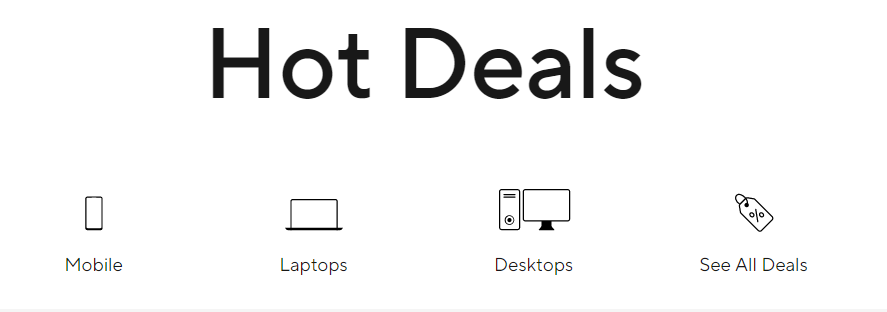 Hot Deals
Mobile
Laptops
Desktops
See All Deals